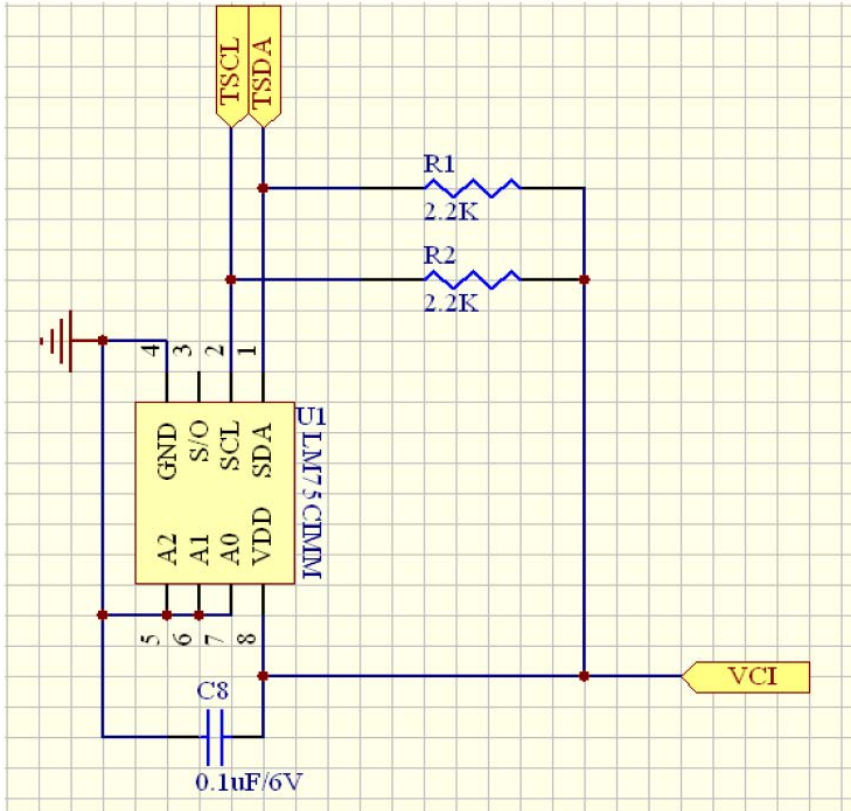 TSCL
TSDA
R1
2.2K
R2
2.2K
4
3
2
1
GND
S/O
SCL
SDA
U1
LM75CIMM
A2
A1
A0
VDD
5
6
7
8
VCI
C8
0.1uF/6V